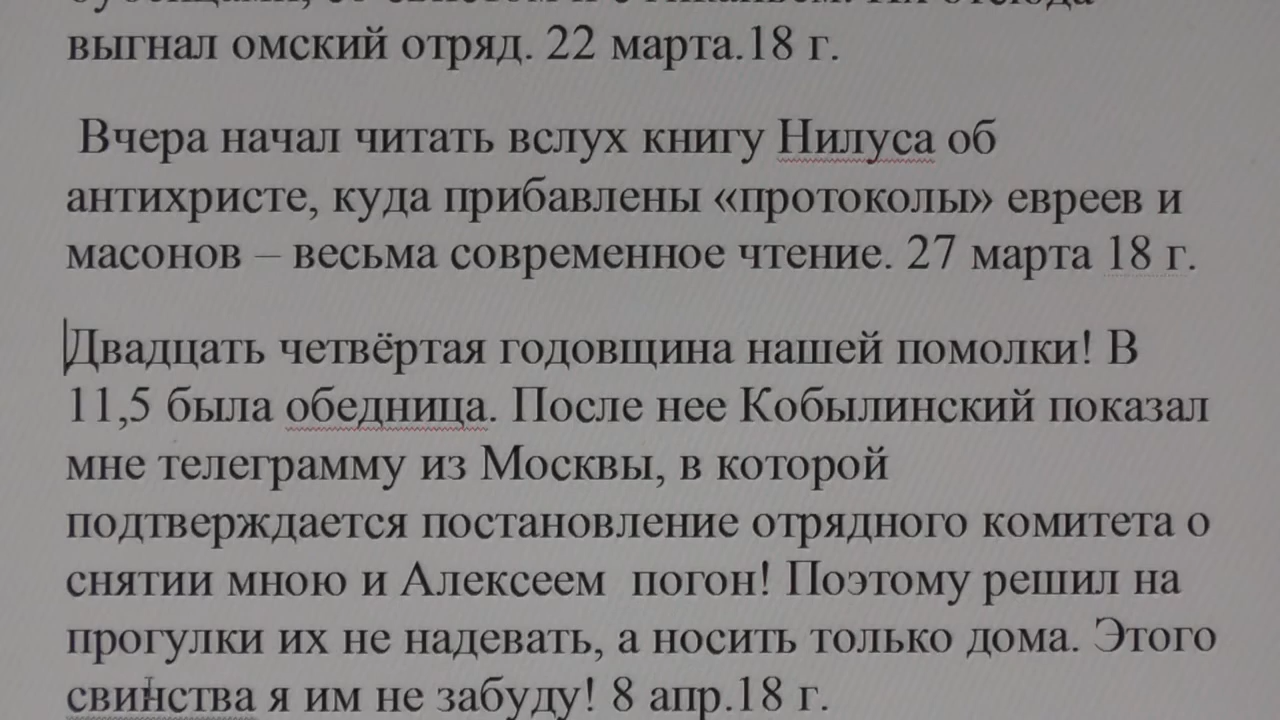 выгнал омский отряд. 22 марта.18 г.
Вчера начал читать вслух книгу Нилуса об
антихристе, куда прибавлены «протоколы» евреев и
масонов – весьма современное чтение. 27 марта 18 г.
Двадцать четвёртая годовщина нашей помолки! В
11,5 была обедница. После нее Кобылинский показал
мне телеграмму из Москвы, в которой
подтверждается постановление отрядного комитета о
снятии мною и Алексеем погон! Поэтому решил на
прогулки их не надевать, а носить только дома. Этого
свинства я им не забуду! 8 апр.18 г.